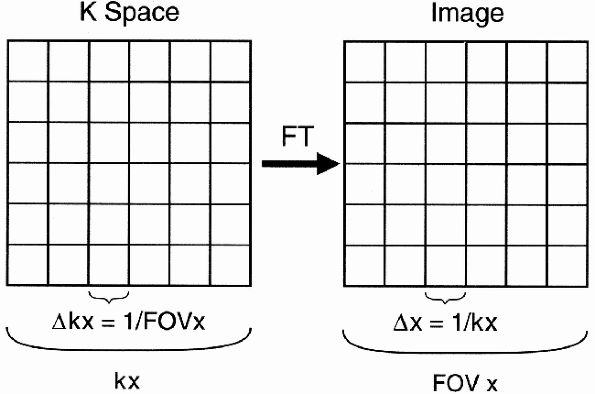 K Space
Image
FT
Δkx = 1/FOVx
Δx = 1/kx
kx
FOV x